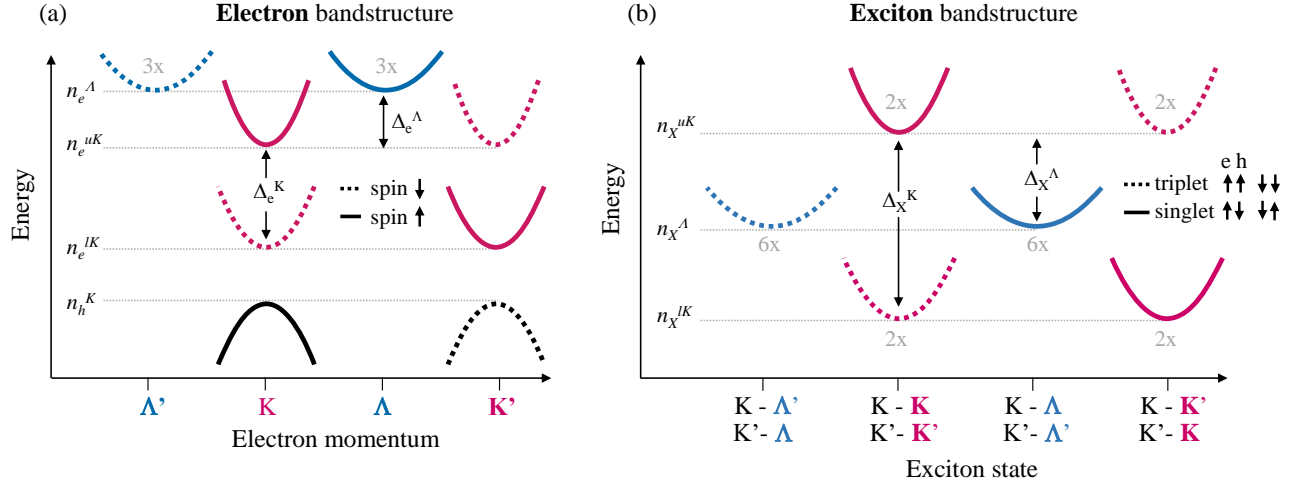 (a) Electron bandstructure
Energy
n_e^Λ
n_e^uK
n_e^lK
n_h^K
3x
3x
Δ_e^Λ
Δ_e^K
spin ↓
spin ↑
Λ’ K Λ K’
Electron momentum
(b) Exciton bandstructure
Energy
n_X^uK
n_X^Λ
n_X^lK
2x
2x
6x
6x
2x
2x
Δ_X^K
Δ_X^Λ
e h
triplet ↑↑ ↓↓
singlet ↑↓ ↓↑
K - Λ’ K - K K - Λ K - K’
K’- Λ K’- K’ K’- Λ’ K’- K
Exciton state